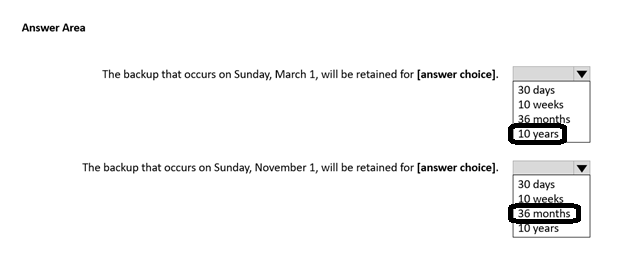 Answer Area
The backup that occurs on Sunday, March 1, will be retained for [answer choice].
30 days
10 weeks
36 months
10 years
The backup that occurs on Sunday, November 1, will be retained for [answer choice].
30 days
10 weeks
36 months
10 years